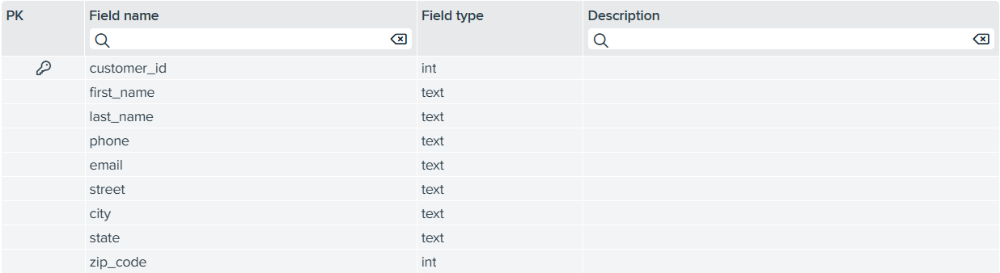 PK Field name Field type Description
customer_id int
first_name text
last_name text
phone text
email text
street text
city text
state text
zip_code int